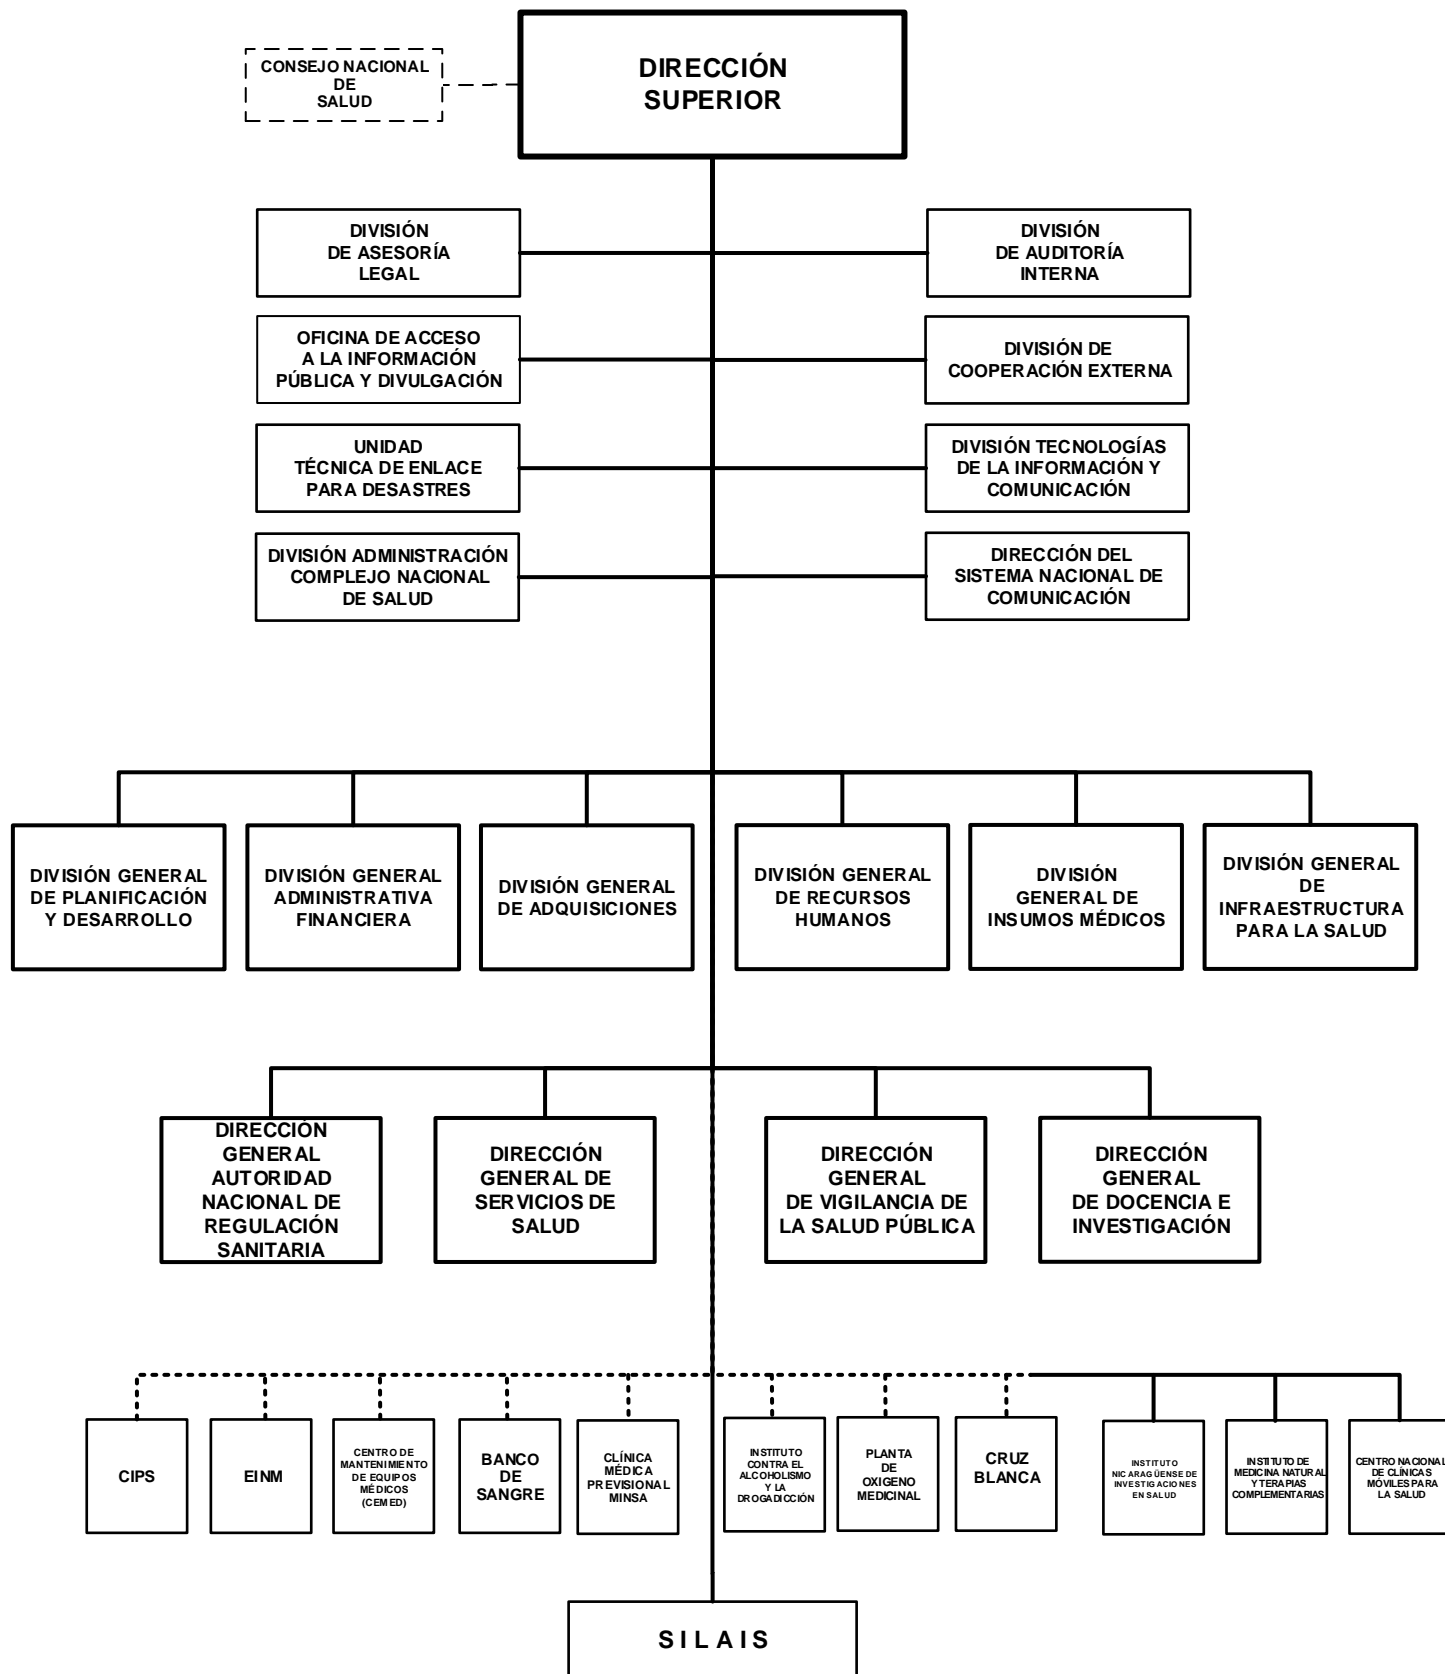 DIRECCIÓN
SUPERIOR
CONSEJO NACIONAL
DE
SALUD
DIVISIÓN
DE ASESORÍA
LEGAL
DIVISIÓN
DE AUDITORÍA
INTERNA
OFICINA DE ACCESO
A LA INFORMACIÓN
PÚBLICA Y DIVULGACIÓN
DIVISIÓN DE
COOPERACIÓN EXTERNA
UNIDAD
TÉCNICA DE ENLACE
PARA DESASTRES
DIVISIÓN TECNOLOGÍAS
DE LA INFORMACIÓN Y
COMUNICACIÓN
DIVISIÓN ADMINISTRACIÓN
COMPLEJO NACIONAL
DE SALUD
DIRECCIÓN DEL
SISTEMA NACIONAL DE
COMUNICACIÓN
DIVISIÓN GENERAL
DE PLANIFICACIÓN
Y DESARROLLO
DIVISIÓN GENERAL
ADMINISTRATIVA
FINANCIERA
DIVISIÓN GENERAL
DE ADQUISICIONES
DIVISIÓN GENERAL
DE RECURSOS
HUMANOS
DIVISIÓN
GENERAL DE
INSUMOS MÉDICOS
DIVISIÓN GENERAL
DE
INFRAESTRUCTURA
PARA LA SALUD
DIRECCIÓN
GENERAL
AUTORIDAD
NACIONAL DE
REGULACIÓN
SANITARIA
DIRECCIÓN
GENERAL DE
SERVICIOS DE
SALUD
DIRECCIÓN
GENERAL
DE VIGILANCIA DE
LA SALUD PÚBLICA
DIRECCIÓN
GENERAL
DE DOCENCIA E
INVESTIGACIÓN
CIPS
EINM
CENTRO DE
MANTENIMIENTO
DE EQUIPOS
MÉDICOS
(CEMED)
BANCO
DE
SANGRE
CLÍNICA
MÉDICA
PREVISIONAL
MINSA
INSTITUTO
CONTRA EL
ALCOHOLISMO
Y LA
DROGADICCIÓN
PLANTA
DE
OXIGENO
MEDICINAL
CRUZ
BLANCA
INSTITUTO
NICARAGÜENSE DE
INVESTIGACIONES
EN SALUD
INSTITUTO DE
MEDICINA NATURAL
Y TERAPIAS
COMPLEMENTARIAS
CENTRO NACIONAL
DE CLÍNICAS
MÓVILES PARA
LA SALUD
SILAIS